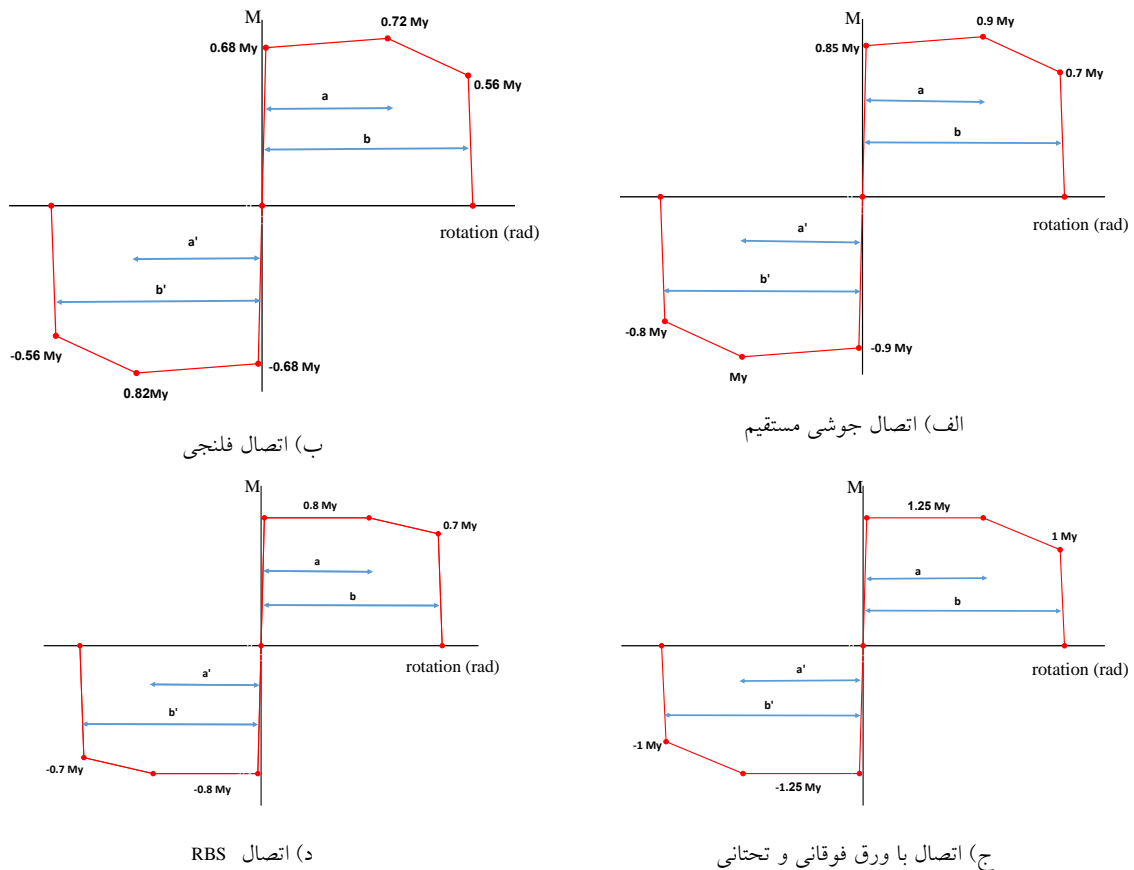 M
0.68 My
0.72 My
0.56 My
a
b
rotation (rad)
a'
b'
-0.56 My
0.82My
-0.68 My
ب) اتصال فلنجی
M
0.85 My
0.9 My
0.7 My
a
b
rotation (rad)
a'
b'
-0.8 My
My
-0.9 My
الف) اتصال جوشی مستقیم
M
0.8 My
0.7 My
a
b
rotation (rad)
a'
b'
-0.7 My
-0.8 My
د) اتصال RBS
M
1.25 My
1 My
a
b
rotation (rad)
a'
b'
-1 My
-1.25 My
ج) اتصال با ورق فوقانی و تحتانی